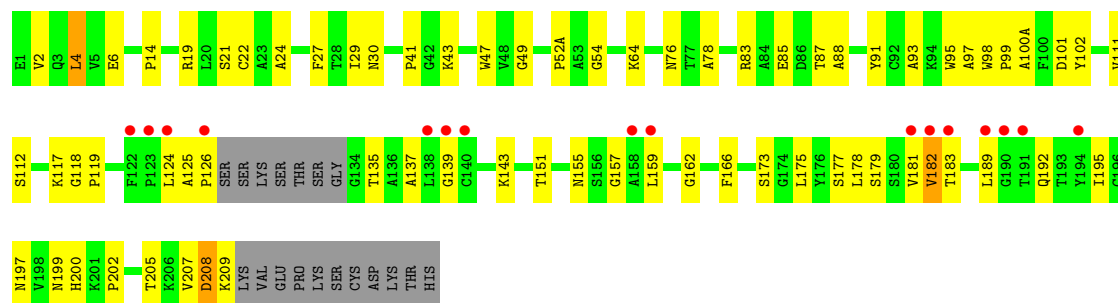 E1 V2 Q3 L4 V5 E6 P14 R19 L20 S21 C22 A23 A24 F27 T28 I29 N30 P41 G42 K43 W47 V48 G49 P52A A53 G54 K64 N76 T77 A78 R83 A84 E85 D86 T87 A88 Y91 C92 A93 K94 W95 A97 W98 P99 F100 A100A D101 Y102
S112 K117 G118 P119 F122 P123 L124 A125 P126 SER SER LYS SER SER THR SER GLY G134 T135 A136 A137 L138 G139 C140 K143 T151 N155 S156 G157 A158 L159 G162 F166 S173 G174 L175 Y176 S177 L178 S179 S180 V181 V182 T183 L189 G190 T191 Q192 T193 Y194 I195
N197 V198 N199 H200 K201 P202 T205 K206 V207 D208 K209 LYS VAL GLU PRO LYS SER CYS ASP LYS THR HIS